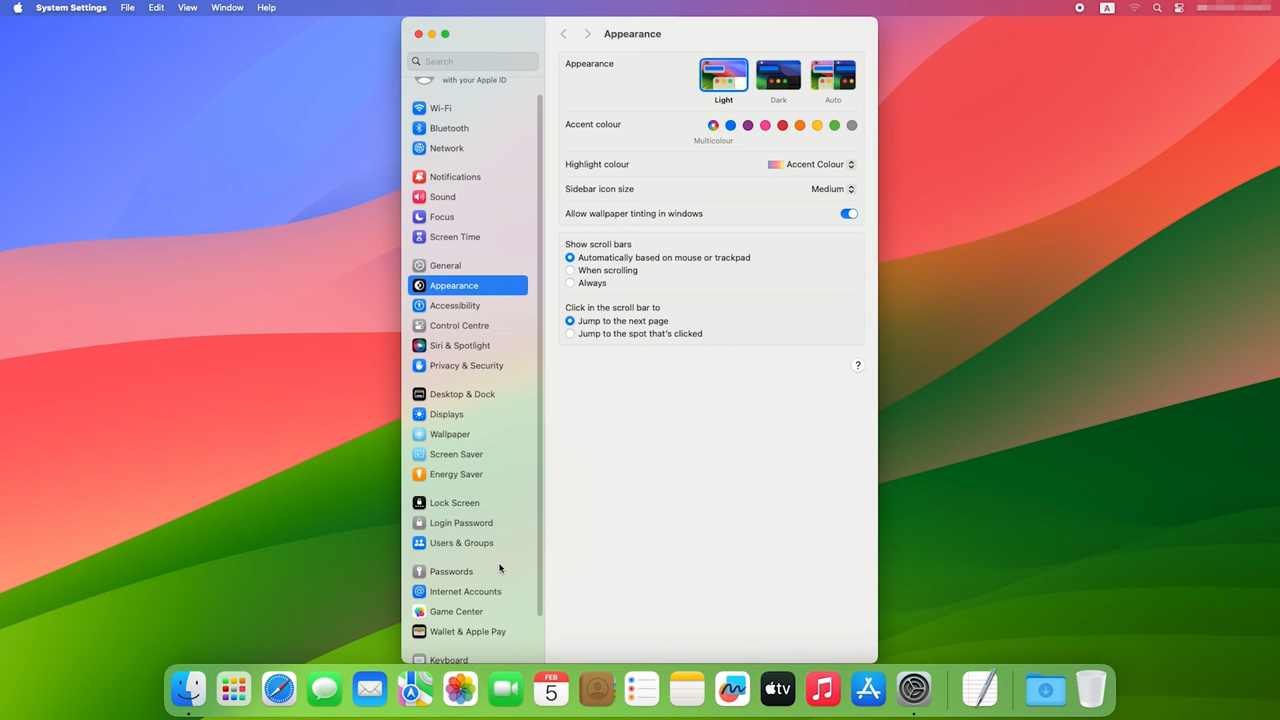 System Settings File Edit View Window Help A
Search
with your Apple ID
Wi-Fi
Bluetooth
Network
Notifications
Sound
Focus
Screen Time
General
Appearance
Accessibility
Control Centre
Siri & Spotlight
Privacy & Security
Desktop & Dock
Displays
Wallpaper
Screen Saver
Energy Saver
Lock Screen
Login Password
Users & Groups
Passwords
Internet Accounts
Game Center
Wallet & Apple Pay
Keyboard
Appearance
Appearance
Light Dark Auto
Accent colour
Multicolour
Highlight colour Accent Colour
Sidebar icon size Medium
Allow wallpaper tinting in windows
Show scroll bars
Automatically based on mouse or trackpad
When scrolling
Always
Click in the scroll bar to
Jump to the next page
Jump to the spot that's clicked
?
FEB
5
tv